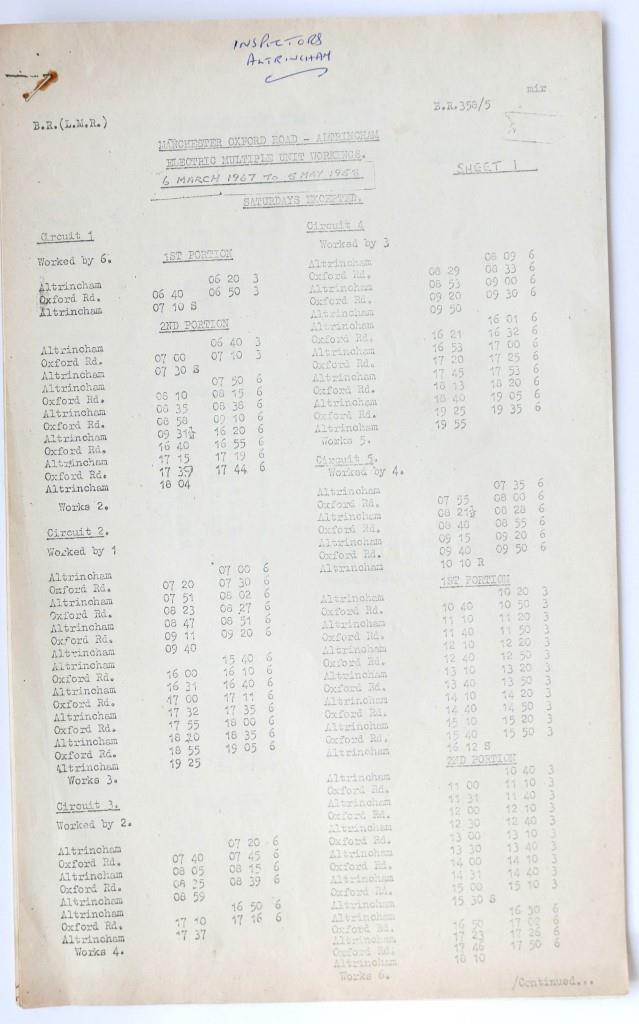 INSPECTORS
ALTRINCHAM
mir
B.R.358/5
B.R.(L.M.R.)
MANCHESTER OXFORD ROAD - ALTRINCHAM
ELECTRIC MULTIPLE UNIT WORKINGS.
6 MARCH 1967 TO 5 MAY 1968
SHEET 1
SATURDAYS EXCEPTED.
Circuit 1
Worked by 6.
1ST PORTION
Altrincham 06 20 3
Oxford Rd. 06 40 06 50 3
Altrincham 07 10 S
2ND PORTION
Altrincham 06 40 3
Oxford Rd. 07 00 07 10 3
Altrincham 07 30 S
Altrincham 07 50 6
Oxford Rd. 08 10 08 15 6
Altrincham 08 35 08 38 6
Oxford Rd. 08 58 09 10 6
Altrincham 09 31½ 16 20 6
Oxford Rd. 16 40 16 55 6
Altrincham 17 15 17 19 6
Oxford Rd. 17 39 17 44 6
Altrincham 18 04
Works 2.
Circuit 2.
Worked by 1
Altrincham 07 00 6
Oxford Rd. 07 20 07 30 6
Altrincham 07 51 08 02 6
Oxford Rd. 08 23 08 27 6
Altrincham 08 47 08 51 6
Oxford Rd. 09 11 09 20 6
Altrincham 09 40
Altrincham 15 40 6
Oxford Rd. 16 00 16 10 6
Altrincham 16 31 16 40 6
Oxford Rd. 17 00 17 11 6
Altrincham 17 32 17 35 6
Oxford Rd. 17 55 18 00 6
Altrincham 18 20 18 35 6
Oxford Rd. 18 55 19 05 6
Altrincham 19 25
Works 3.
Circuit 3.
Worked by 2.
Altrincham 07 20 6
Oxford Rd. 07 40 07 45 6
Altrincham 08 05 08 15 6
Oxford Rd. 08 35 08 39 6
Altrincham 08 59
Altrincham 16 50 6
Oxford Rd. 17 10 17 16 6
Altrincham 17 37
Works 4.
Circuit 4
Worked by 3
Altrincham 08 09 6
Oxford Rd. 08 29 08 33 6
Altrincham 08 53 09 00 6
Oxford Rd. 09 20 09 30 6
Altrincham 09 50
Altrincham 16 01 6
Oxford Rd. 16 21 16 32 6
Altrincham 16 53 17 00 6
Oxford Rd. 17 20 17 25 6
Altrincham 17 45 17 53 6
Oxford Rd. 18 13 18 20 6
Altrincham 18 40 19 05 6
Oxford Rd. 19 25 19 35 6
Altrincham 19 55
Works 5.
Circuit 5.
Worked by 4.
Altrincham 07 35 6
Oxford Rd. 07 55 08 00 6
Altrincham 08 21½ 08 28 6
Oxford Rd. 08 48 08 55 6
Altrincham 09 15 09 20 6
Oxford Rd. 09 40 09 50 6
Altrincham 10 10 R
1ST PORTION
Altrincham 10 20 3
Oxford Rd. 10 40 10 50 3
Altrincham 11 10 11 20 3
Oxford Rd. 11 40 11 50 3
Altrincham 12 10 12 20 3
Oxford Rd. 12 40 12 50 3
Altrincham 13 10 13 20 3
Oxford Rd. 13 40 13 50 3
Altrincham 14 10 14 20 3
Oxford Rd. 14 40 14 50 3
Altrincham 15 10 15 20 3
Oxford Rd. 15 40 15 50 3
Altrincham 16 12 S
2ND PORTION
Altrincham 10 40 3
Oxford Rd. 11 00 11 10 3
Altrincham 11 31 11 40 3
Oxford Rd. 12 00 12 10 3
Altrincham 12 30 12 40 3
Oxford Rd. 13 00 13 10 3
Altrincham 13 30 13 40 3
Oxford Rd. 14 00 14 10 3
Altrincham 14 31 14 40 3
Oxford Rd. 15 00 15 10 3
Altrincham 15 30 S
Altrincham 16 30 6
Oxford Rd. 16 50 17 02 6
Altrincham 17 23 17 26 6
Oxford Rd. 17 46 17 50 6
Altrincham 18 10
Works 6.
/Continued...